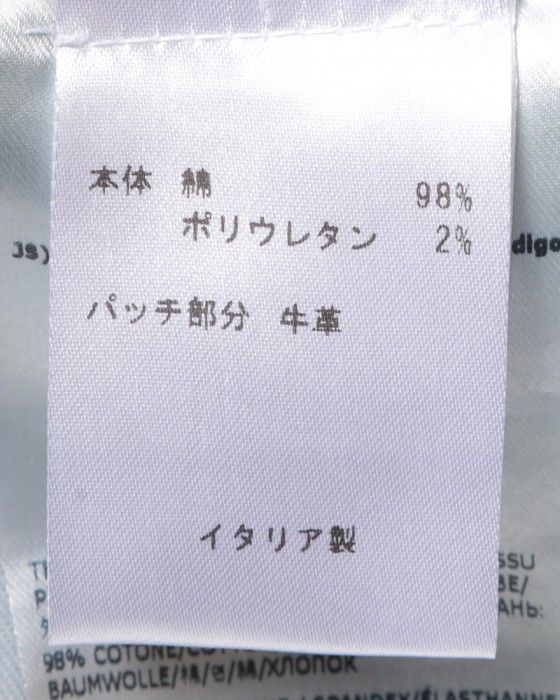 本体 綿 98%
ポリウレタン 2%
パッチ部分 牛革
イタリア製
98% COTONE/
BAUMWOLLE/棉/면/綿/ХЛОПОК